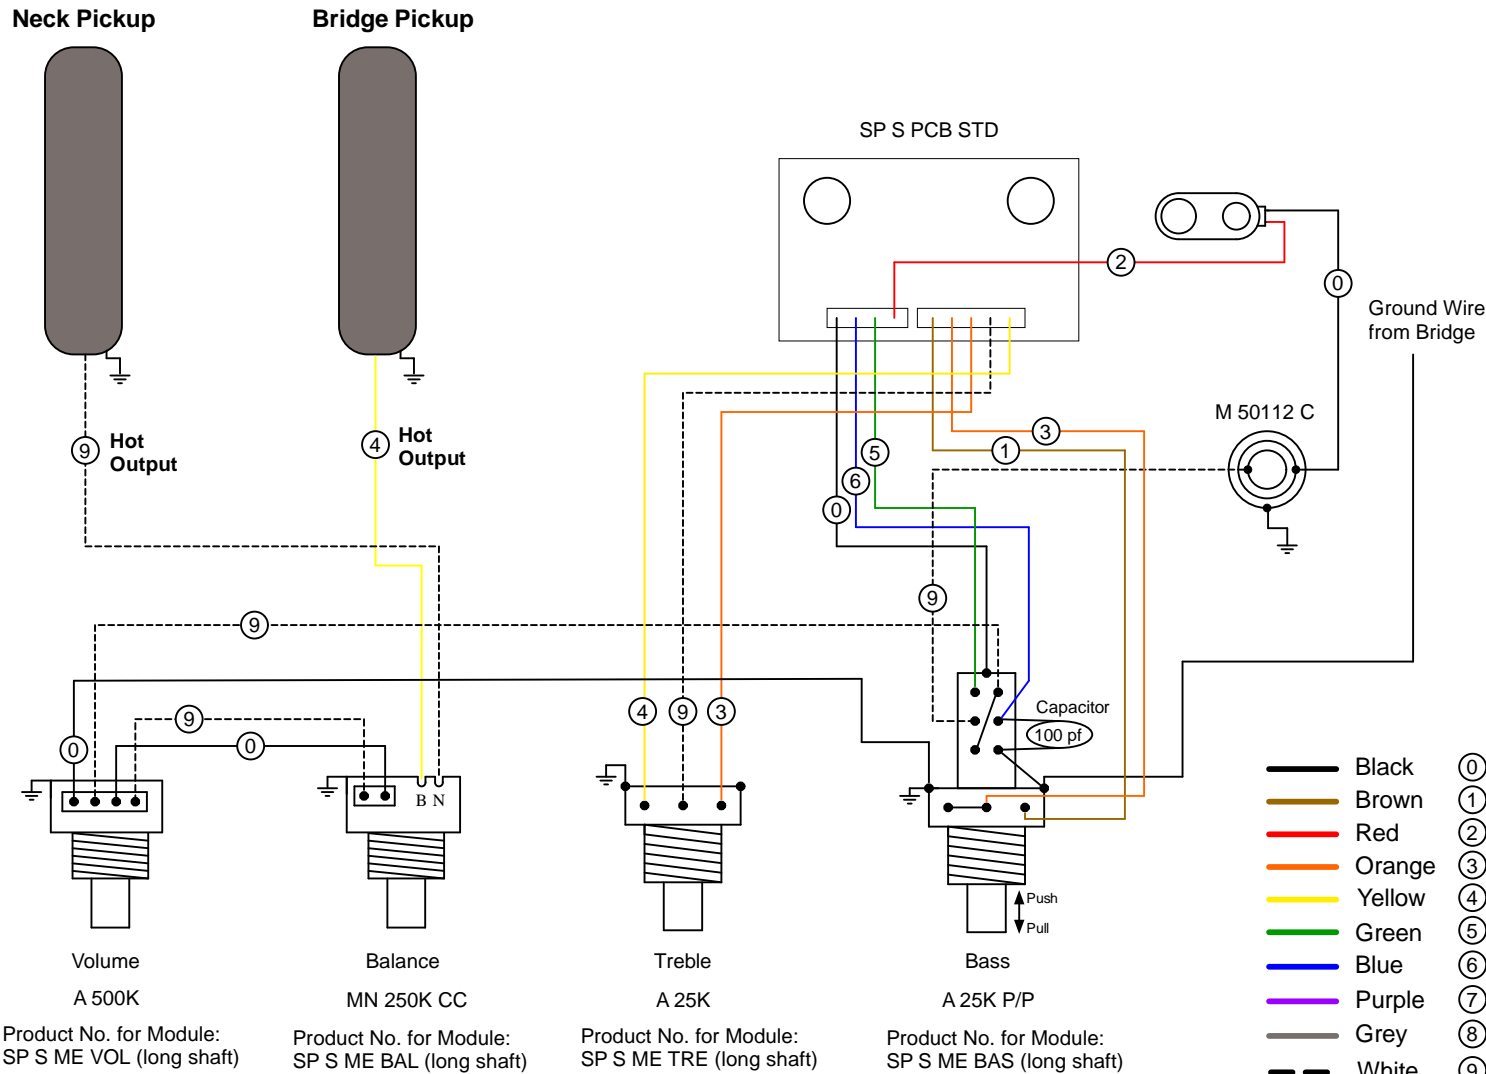 Neck Pickup
Bridge Pickup
SP S PCB STD
2
0
Ground Wire
from Bridge
M 50112 C
9
Hot
Output
4
Hot
Output
3
1
5
6
0
9
9
4
9
3
Capacitor
100 pf
9
0
0
B N
Push
Pull
Volume
A 500K
Product No. for Module:
SP S ME VOL (long shaft)
Balance
MN 250K CC
Product No. for Module:
SP S ME BAL (long shaft)
Treble
A 25K
Product No. for Module:
SP S ME TRE (long shaft)
Bass
A 25K P/P
Product No. for Module:
SP S ME BAS (long shaft)
Black 0
Brown 1
Red 2
Orange 3
Yellow 4
Green 5
Blue 6
Purple 7
Grey 8
White 9